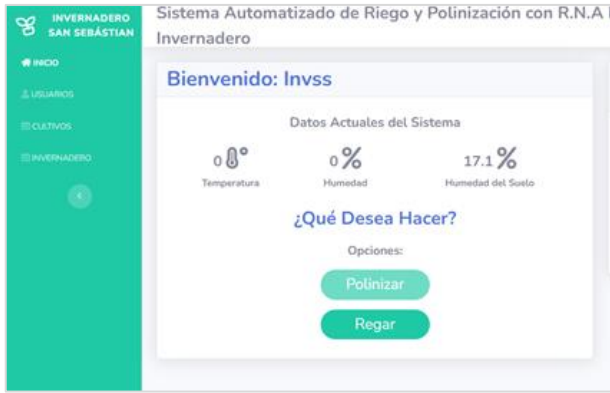 INVERNADERO
SAN SEBÁSTIAN
INICIO
USUARIOS
CULTIVOS
INVERNADERO
Sistema Automatizado de Riego y Polinización con R.N.A
Invernadero
Bienvenido: Invss
Datos Actuales del Sistema
0 ° 0 % 17.1 %
Temperatura Humedad Humedad del Suelo
¿Qué Desea Hacer?
Opciones:
Polinizar
Regar